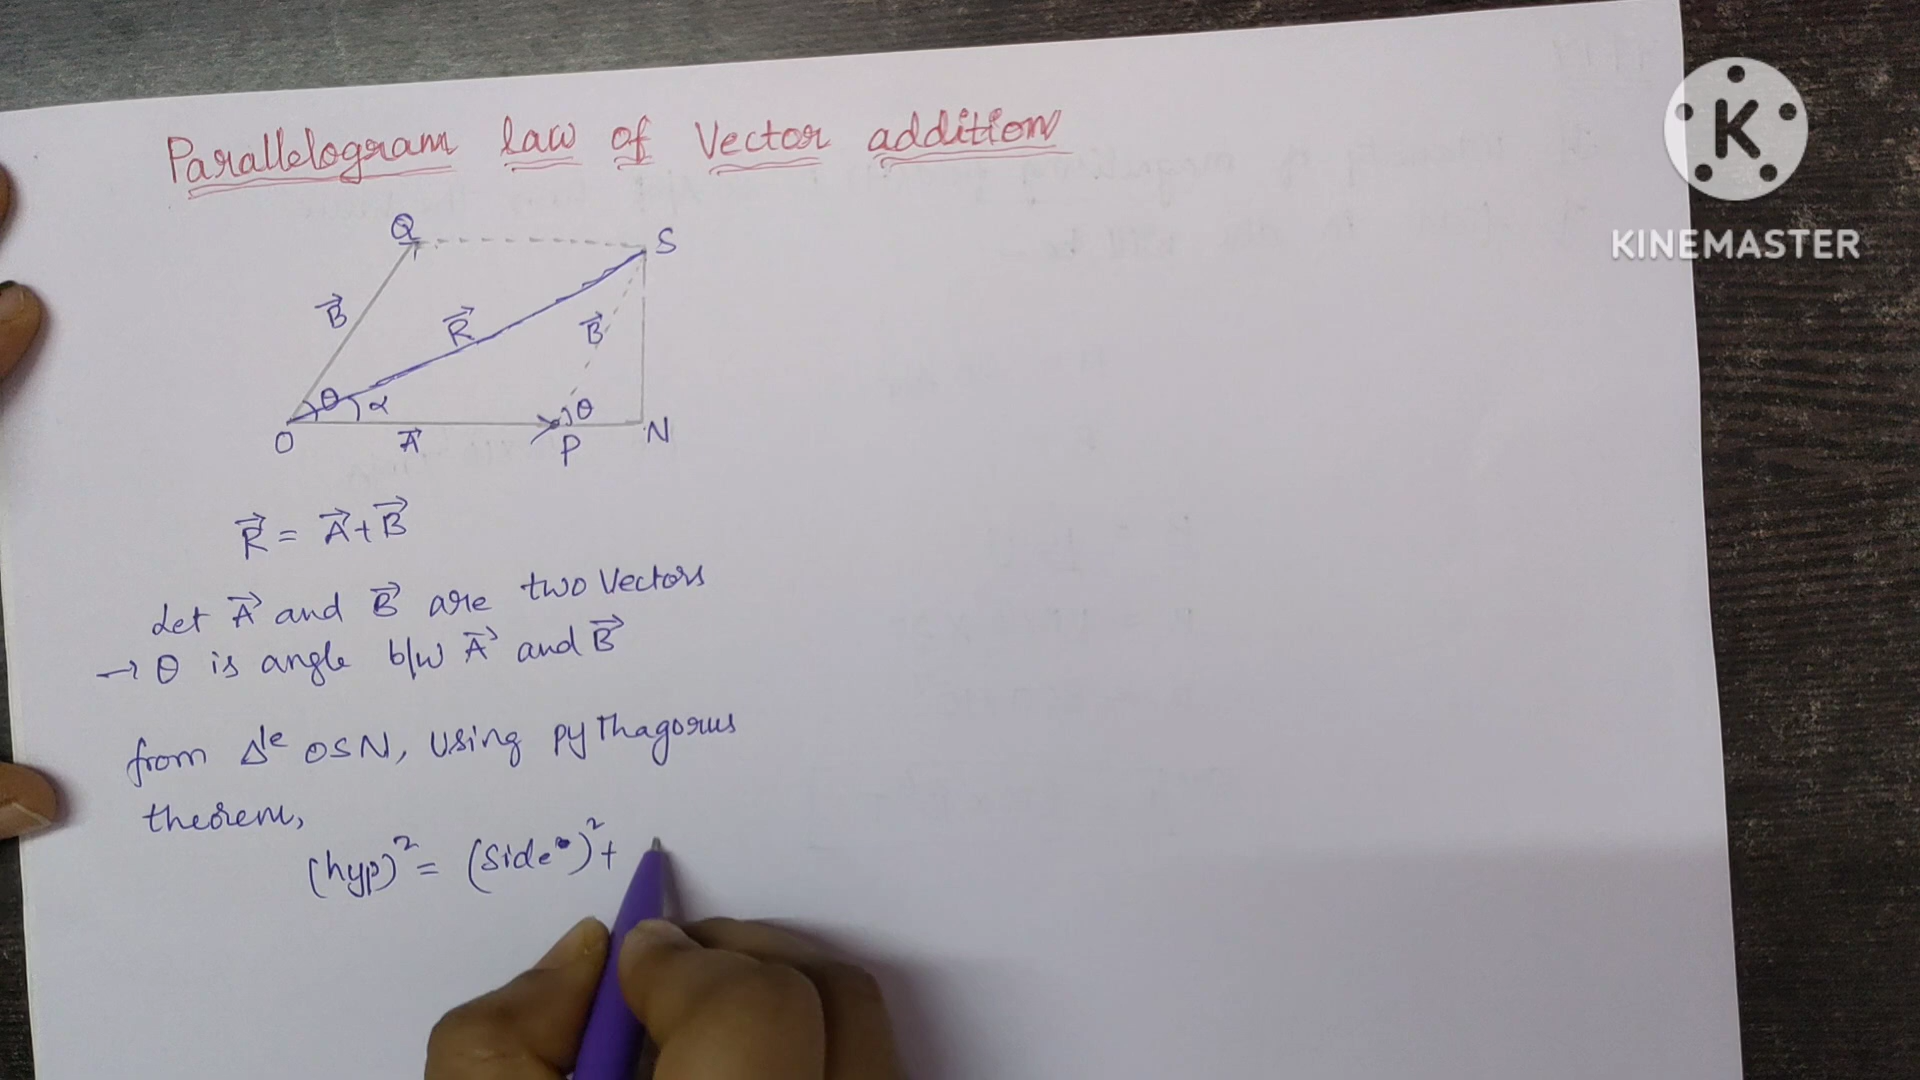 Parallelogram law of Vector addition
Q
S
B⃗
R⃗
B⃗
θ
α
θ
O
A⃗
P
N
R⃗ = A⃗+B⃗
Let A⃗ and B⃗ are two Vectors
→ θ is angle b/w A⃗ and B⃗
from Δle OSN, Using pythagorus
theorem,
(hyp)² = (Side)² +
K
KINEMASTER